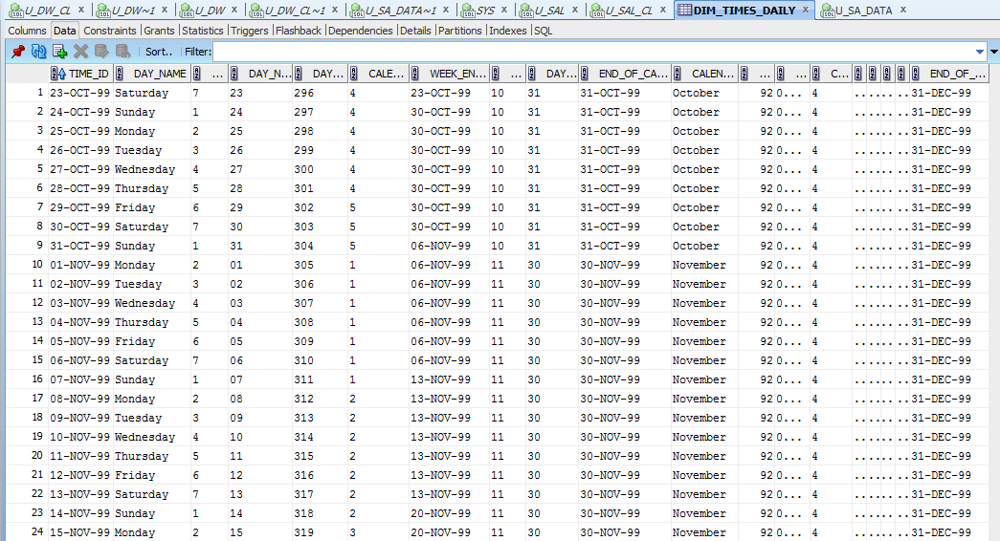 U_DW_CL U_DW~1 U_DW U_DW_CL~1 U_SA_DATA~1 SYS U_SAL U_SAL_CL DIM_TIMES_DAILY U_SA_DATA
Columns Data Constraints Grants Statistics Triggers Flashback Dependencies Details Partitions Indexes SQL
Sort.. Filter:
TIME_ID DAY_NAME ... DAY_N... DAY... CALE... WEEK_EN... ... DAY... END_OF_CA... CALEN... ... ... C... END_OF_...
1 23-OCT-99 Saturday 7 23 296 4 23-OCT-99 10 31 31-OCT-99 October 92 0... 4 ........ 31-DEC-99
2 24-OCT-99 Sunday 1 24 297 4 30-OCT-99 10 31 31-OCT-99 October 92 0... 4 ........ 31-DEC-99
3 25-OCT-99 Monday 2 25 298 4 30-OCT-99 10 31 31-OCT-99 October 92 0... 4 ........ 31-DEC-99
4 26-OCT-99 Tuesday 3 26 299 4 30-OCT-99 10 31 31-OCT-99 October 92 0... 4 ........ 31-DEC-99
5 27-OCT-99 Wednesday 4 27 300 4 30-OCT-99 10 31 31-OCT-99 October 92 0... 4 ........ 31-DEC-99
6 28-OCT-99 Thursday 5 28 301 4 30-OCT-99 10 31 31-OCT-99 October 92 0... 4 ........ 31-DEC-99
7 29-OCT-99 Friday 6 29 302 5 30-OCT-99 10 31 31-OCT-99 October 92 0... 4 ........ 31-DEC-99
8 30-OCT-99 Saturday 7 30 303 5 30-OCT-99 10 31 31-OCT-99 October 92 0... 4 ........ 31-DEC-99
9 31-OCT-99 Sunday 1 31 304 5 06-NOV-99 10 31 31-OCT-99 October 92 0... 4 ........ 31-DEC-99
10 01-NOV-99 Monday 2 01 305 1 06-NOV-99 11 30 30-NOV-99 November 92 0... 4 ........ 31-DEC-99
11 02-NOV-99 Tuesday 3 02 306 1 06-NOV-99 11 30 30-NOV-99 November 92 0... 4 ........ 31-DEC-99
12 03-NOV-99 Wednesday 4 03 307 1 06-NOV-99 11 30 30-NOV-99 November 92 0... 4 ........ 31-DEC-99
13 04-NOV-99 Thursday 5 04 308 1 06-NOV-99 11 30 30-NOV-99 November 92 0... 4 ........ 31-DEC-99
14 05-NOV-99 Friday 6 05 309 1 06-NOV-99 11 30 30-NOV-99 November 92 0... 4 ........ 31-DEC-99
15 06-NOV-99 Saturday 7 06 310 1 06-NOV-99 11 30 30-NOV-99 November 92 0... 4 ........ 31-DEC-99
16 07-NOV-99 Sunday 1 07 311 1 13-NOV-99 11 30 30-NOV-99 November 92 0... 4 ........ 31-DEC-99
17 08-NOV-99 Monday 2 08 312 2 13-NOV-99 11 30 30-NOV-99 November 92 0... 4 ........ 31-DEC-99
18 09-NOV-99 Tuesday 3 09 313 2 13-NOV-99 11 30 30-NOV-99 November 92 0... 4 ........ 31-DEC-99
19 10-NOV-99 Wednesday 4 10 314 2 13-NOV-99 11 30 30-NOV-99 November 92 0... 4 ........ 31-DEC-99
20 11-NOV-99 Thursday 5 11 315 2 13-NOV-99 11 30 30-NOV-99 November 92 0... 4 ........ 31-DEC-99
21 12-NOV-99 Friday 6 12 316 2 13-NOV-99 11 30 30-NOV-99 November 92 0... 4 ........ 31-DEC-99
22 13-NOV-99 Saturday 7 13 317 2 13-NOV-99 11 30 30-NOV-99 November 92 0... 4 ........ 31-DEC-99
23 14-NOV-99 Sunday 1 14 318 2 20-NOV-99 11 30 30-NOV-99 November 92 0... 4 ........ 31-DEC-99
24 15-NOV-99 Monday 2 15 319 3 20-NOV-99 11 30 30-NOV-99 November 92 0... 4 ........ 31-DEC-99